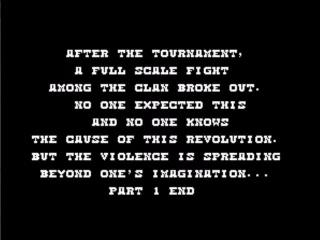 AFTER THE TOURNAMENT,
A FULL SCALE FIGHT
AMONG THE CLAN BROKE OUT.
NO ONE EXPECTED THIS
AND NO ONE KNOWS
THE CAUSE OF THIS REVOLUTION.
BUT THE VIOLENCE IS SPREADING
BEYOND ONE'S IMAGINATION...
PART 1 END